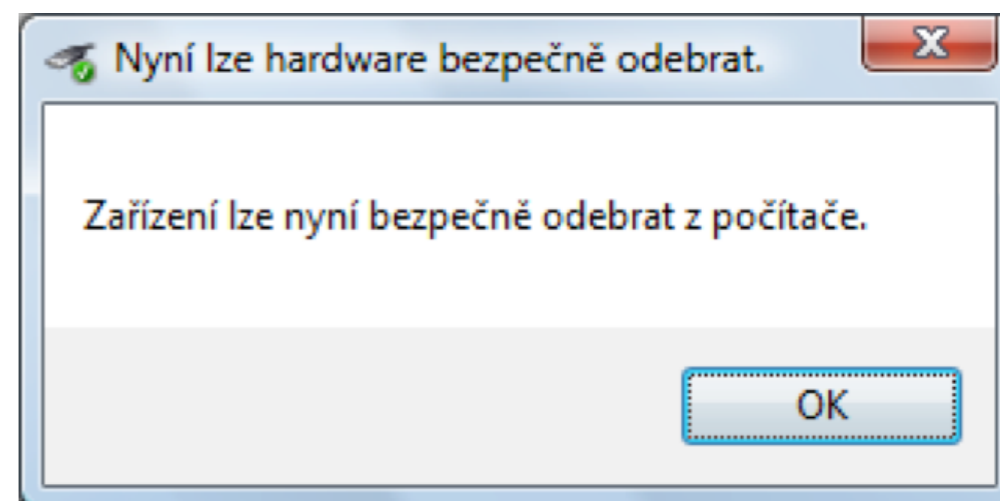 Nyní lze hardware bezpečně odebrat.
Zařízení lze nyní bezpečně odebrat z počítače.
OK